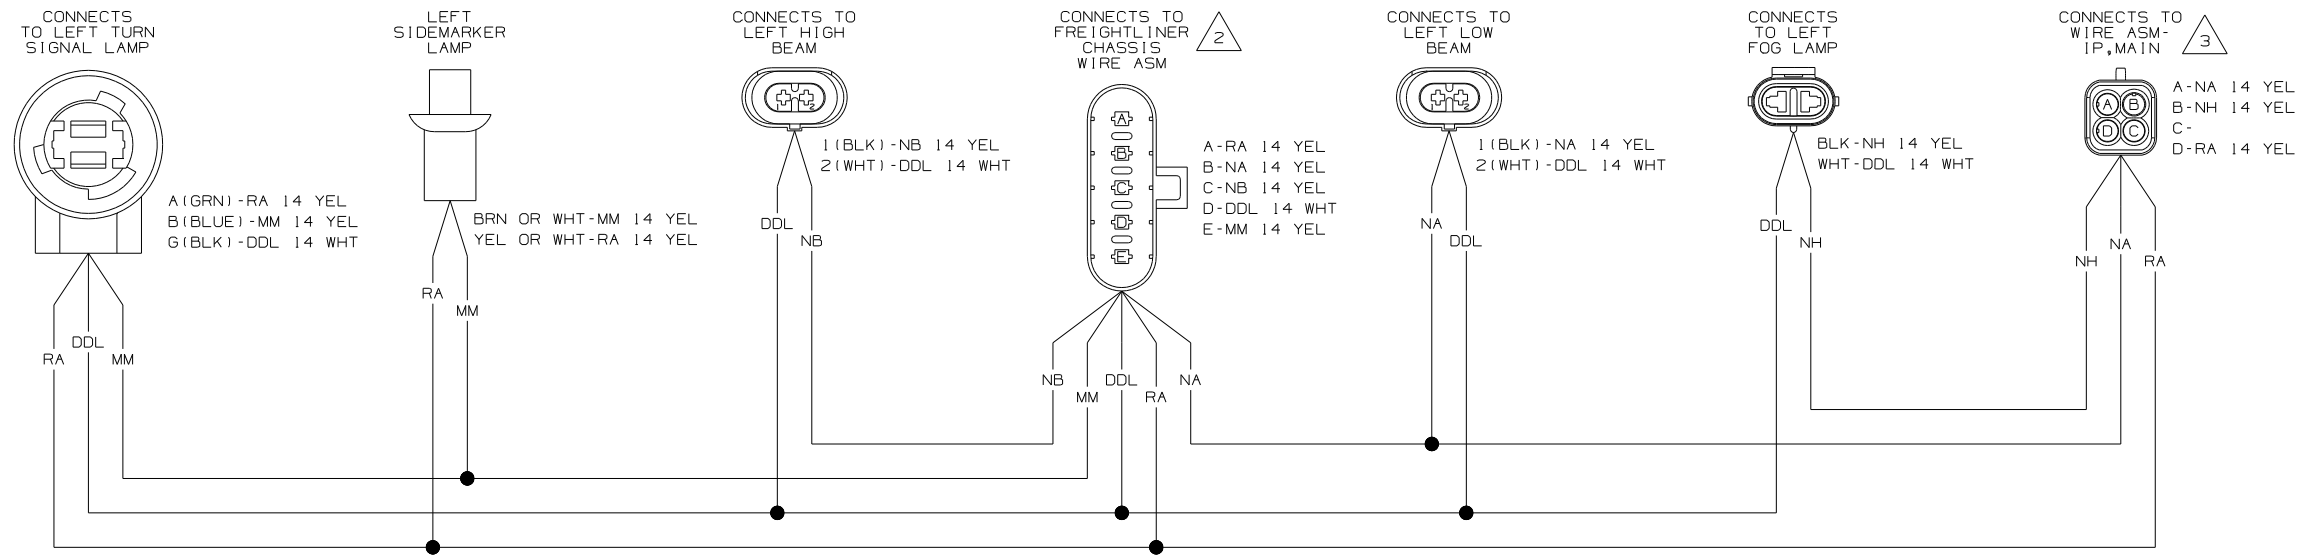 CONNECTS
TO LEFT TURN
SIGNAL LAMP
A(GRN)-RA 14 YEL
B(BLUE)-MM 14 YEL
G(BLK)-DDL 14 WHT
RA
DDL
MM
LEFT
SIDEMARKER
LAMP
BRN OR WHT-MM 14 YEL
YEL OR WHT-RA 14 YEL
RA
MM
CONNECTS TO
LEFT HIGH
BEAM
1
2
1(BLK)-NB 14 YEL
2(WHT)-DDL 14 WHT
DDL
NB
CONNECTS TO
FREIGHTLINER
CHASSIS
WIRE ASM
2
A
B
C
D
E
A-RA 14 YEL
B-NA 14 YEL
C-NB 14 YEL
D-DDL 14 WHT
E-MM 14 YEL
NB
MM
DDL
RA
NA
CONNECTS TO
LEFT LOW
BEAM
1
2
1(BLK)-NA 14 YEL
2(WHT)-DDL 14 WHT
NA
DDL
CONNECTS
TO LEFT
FOG LAMP
BLK-NH 14 YEL
WHT-DDL 14 WHT
DDL
NH
CONNECTS TO
WIRE ASM-
IP,MAIN
3
A
B
D
C
A-NA 14 YEL
B-NH 14 YEL
C-
D-RA 14 YEL
NH
NA
RA